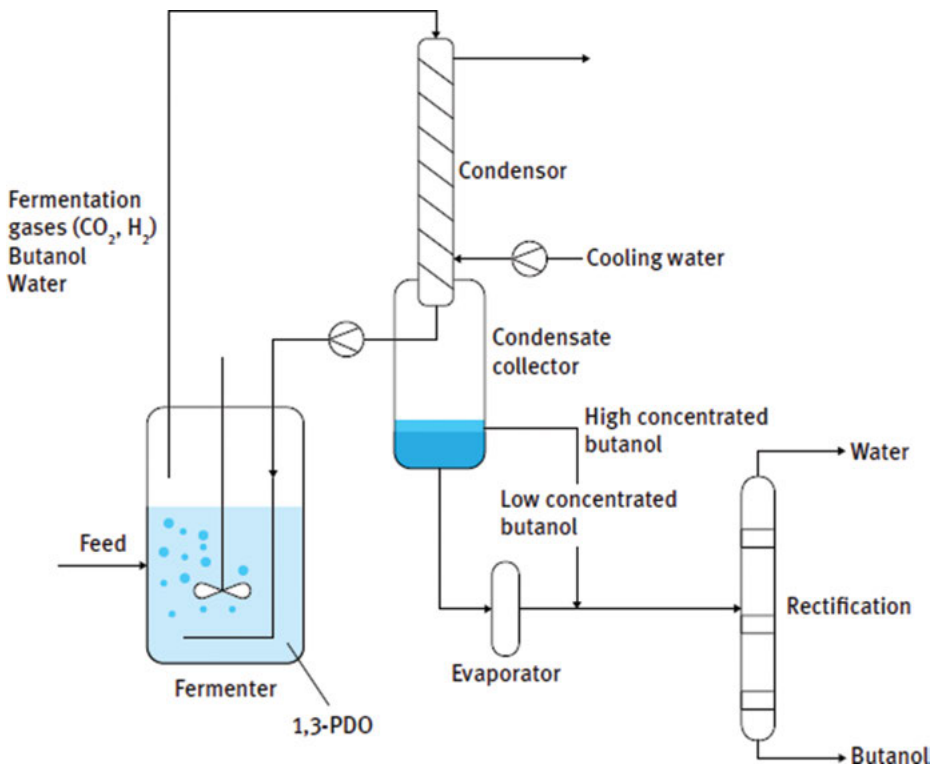 Condensor
Fermentation
gases (CO₂, H₂)
Butanol
Water
Cooling water
Condensate
collector
High concentrated
butanol
Low concentrated
butanol
Water
Feed
Rectification
Evaporator
Fermenter
1,3-PDO
Butanol